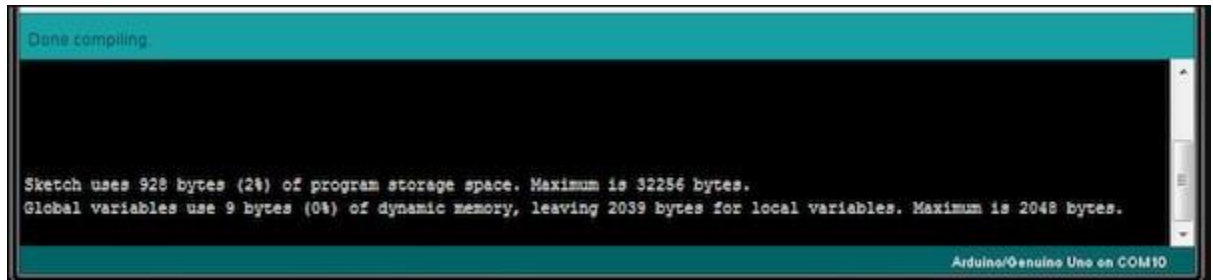 Done compiling.
Sketch uses 928 bytes (2%) of program storage space. Maximum is 32256 bytes.
Global variables use 9 bytes (0%) of dynamic memory, leaving 2039 bytes for local variables. Maximum is 2048 bytes.
Arduino/Genuino Uno on COM10